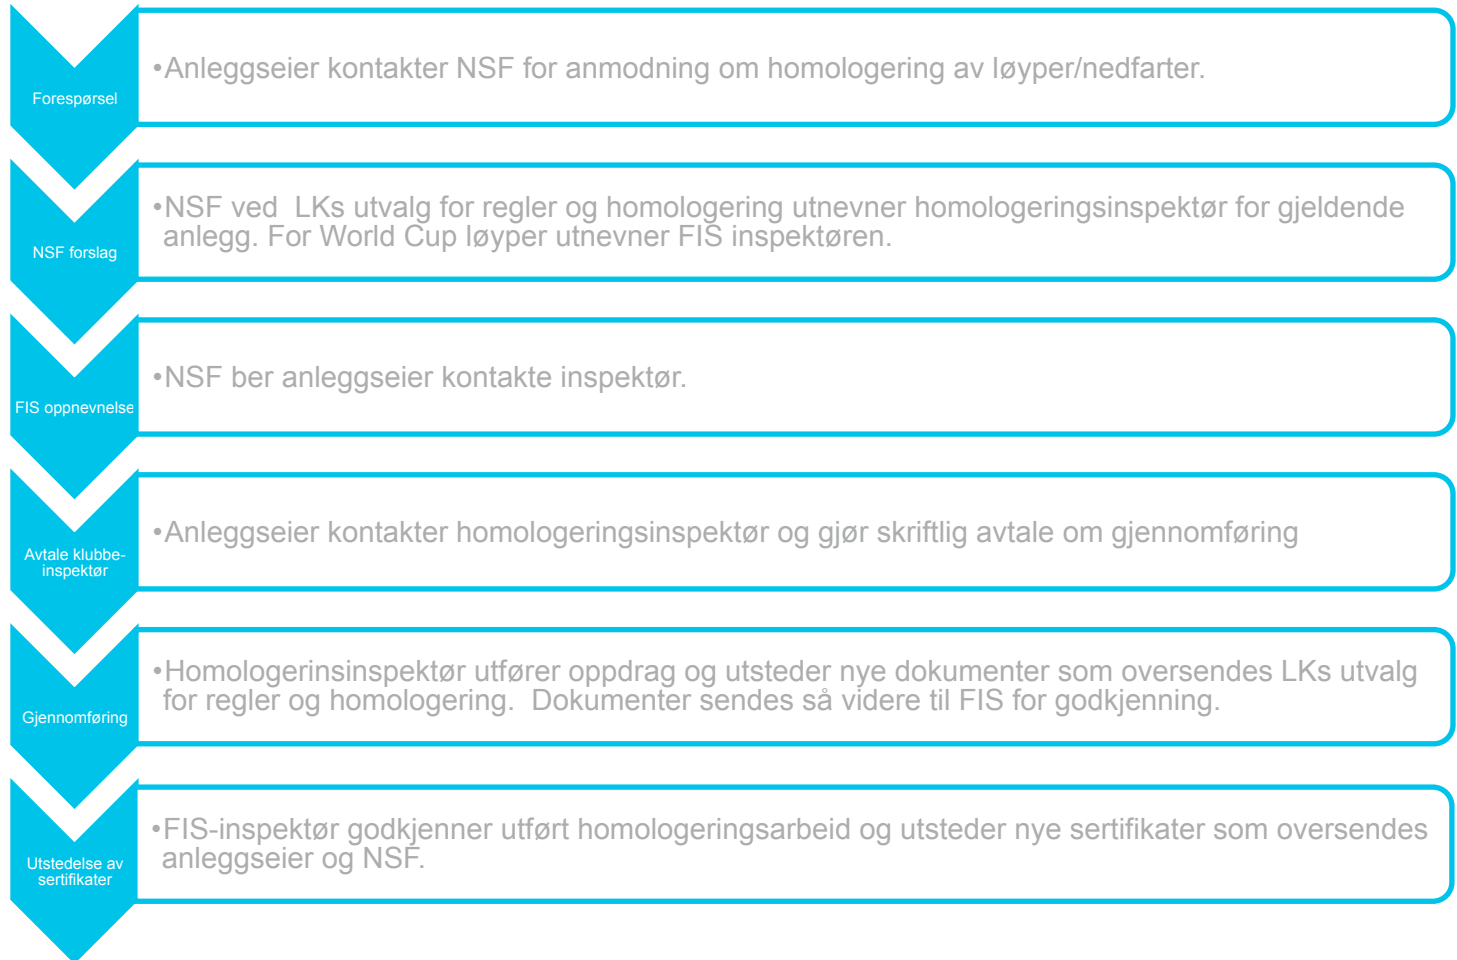 Forespørsel
•Anleggseier kontakter NSF for anmodning om homologering av løyper/nedfarter.
NSF forslag
•NSF ved  LKs utvalg for regler og homologering utnevner homologeringsinspektør for gjeldende
anlegg. For World Cup løyper utnevner FIS inspektøren.
FIS oppnevnelse
•NSF ber anleggseier kontakte inspektør.
Avtale klubbe-
inspektør
•Anleggseier kontakter homologeringsinspektør og gjør skriftlig avtale om gjennomføring
Gjennomføring
•Homologerinsinspektør utfører oppdrag og utsteder nye dokumenter som oversendes LKs utvalg
for regler og homologering.  Dokumenter sendes så videre til FIS for godkjenning.
Utstedelse av
sertifikater
•FIS-inspektør godkjenner utført homologeringsarbeid og utsteder nye sertifikater som oversendes
anleggseier og NSF.